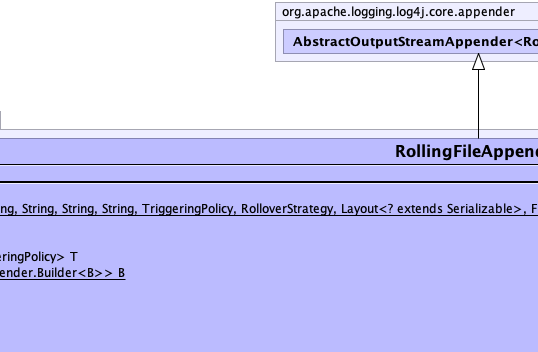 org.apache.logging.log4j.core.appender
AbstractOutputStreamAppender<Ro
RollingFileAppend
ng, String, String, String, TriggeringPolicy, RolloverStrategy, Layout<? extends Serializable>, F
eringPolicy> T
ender.Builder<B>> B